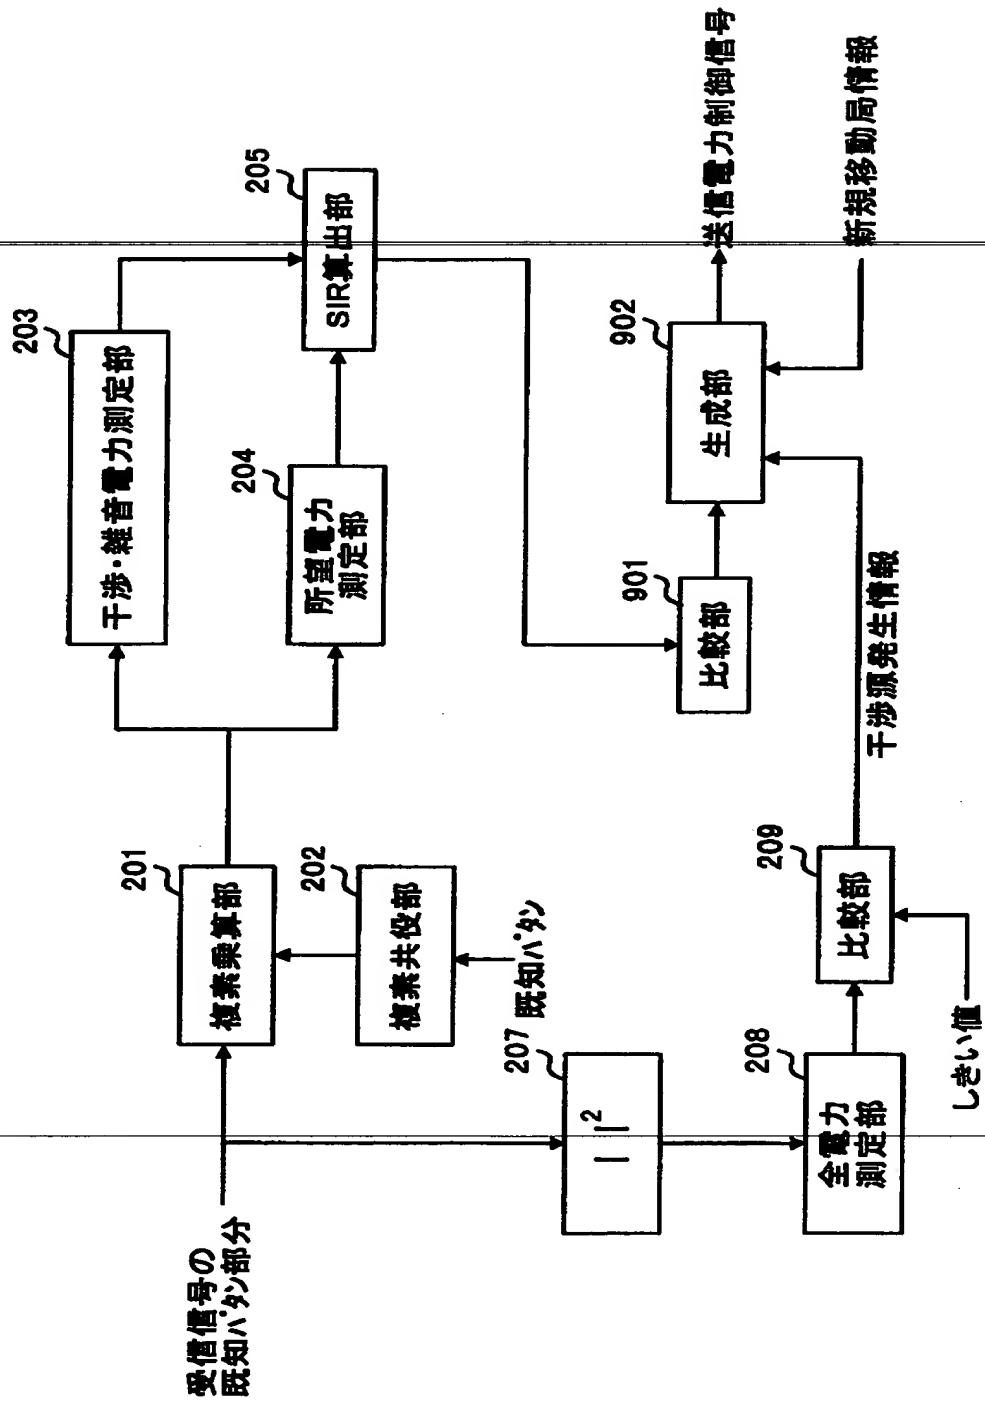 受信信号の
既知ﾊﾟﾀﾝ部分
201
複素乗算部
202
複素共役部
既知ﾊﾟﾀﾝ
203
干渉・雑音電力測定部
204
所望電力
測定部
205
SIR算出部
207
| |2
208
全電力
測定部
209
比較部
しきい値
干渉源発生情報
901
比較部
902
生成部
送信電力制御信号
新規移動局情報